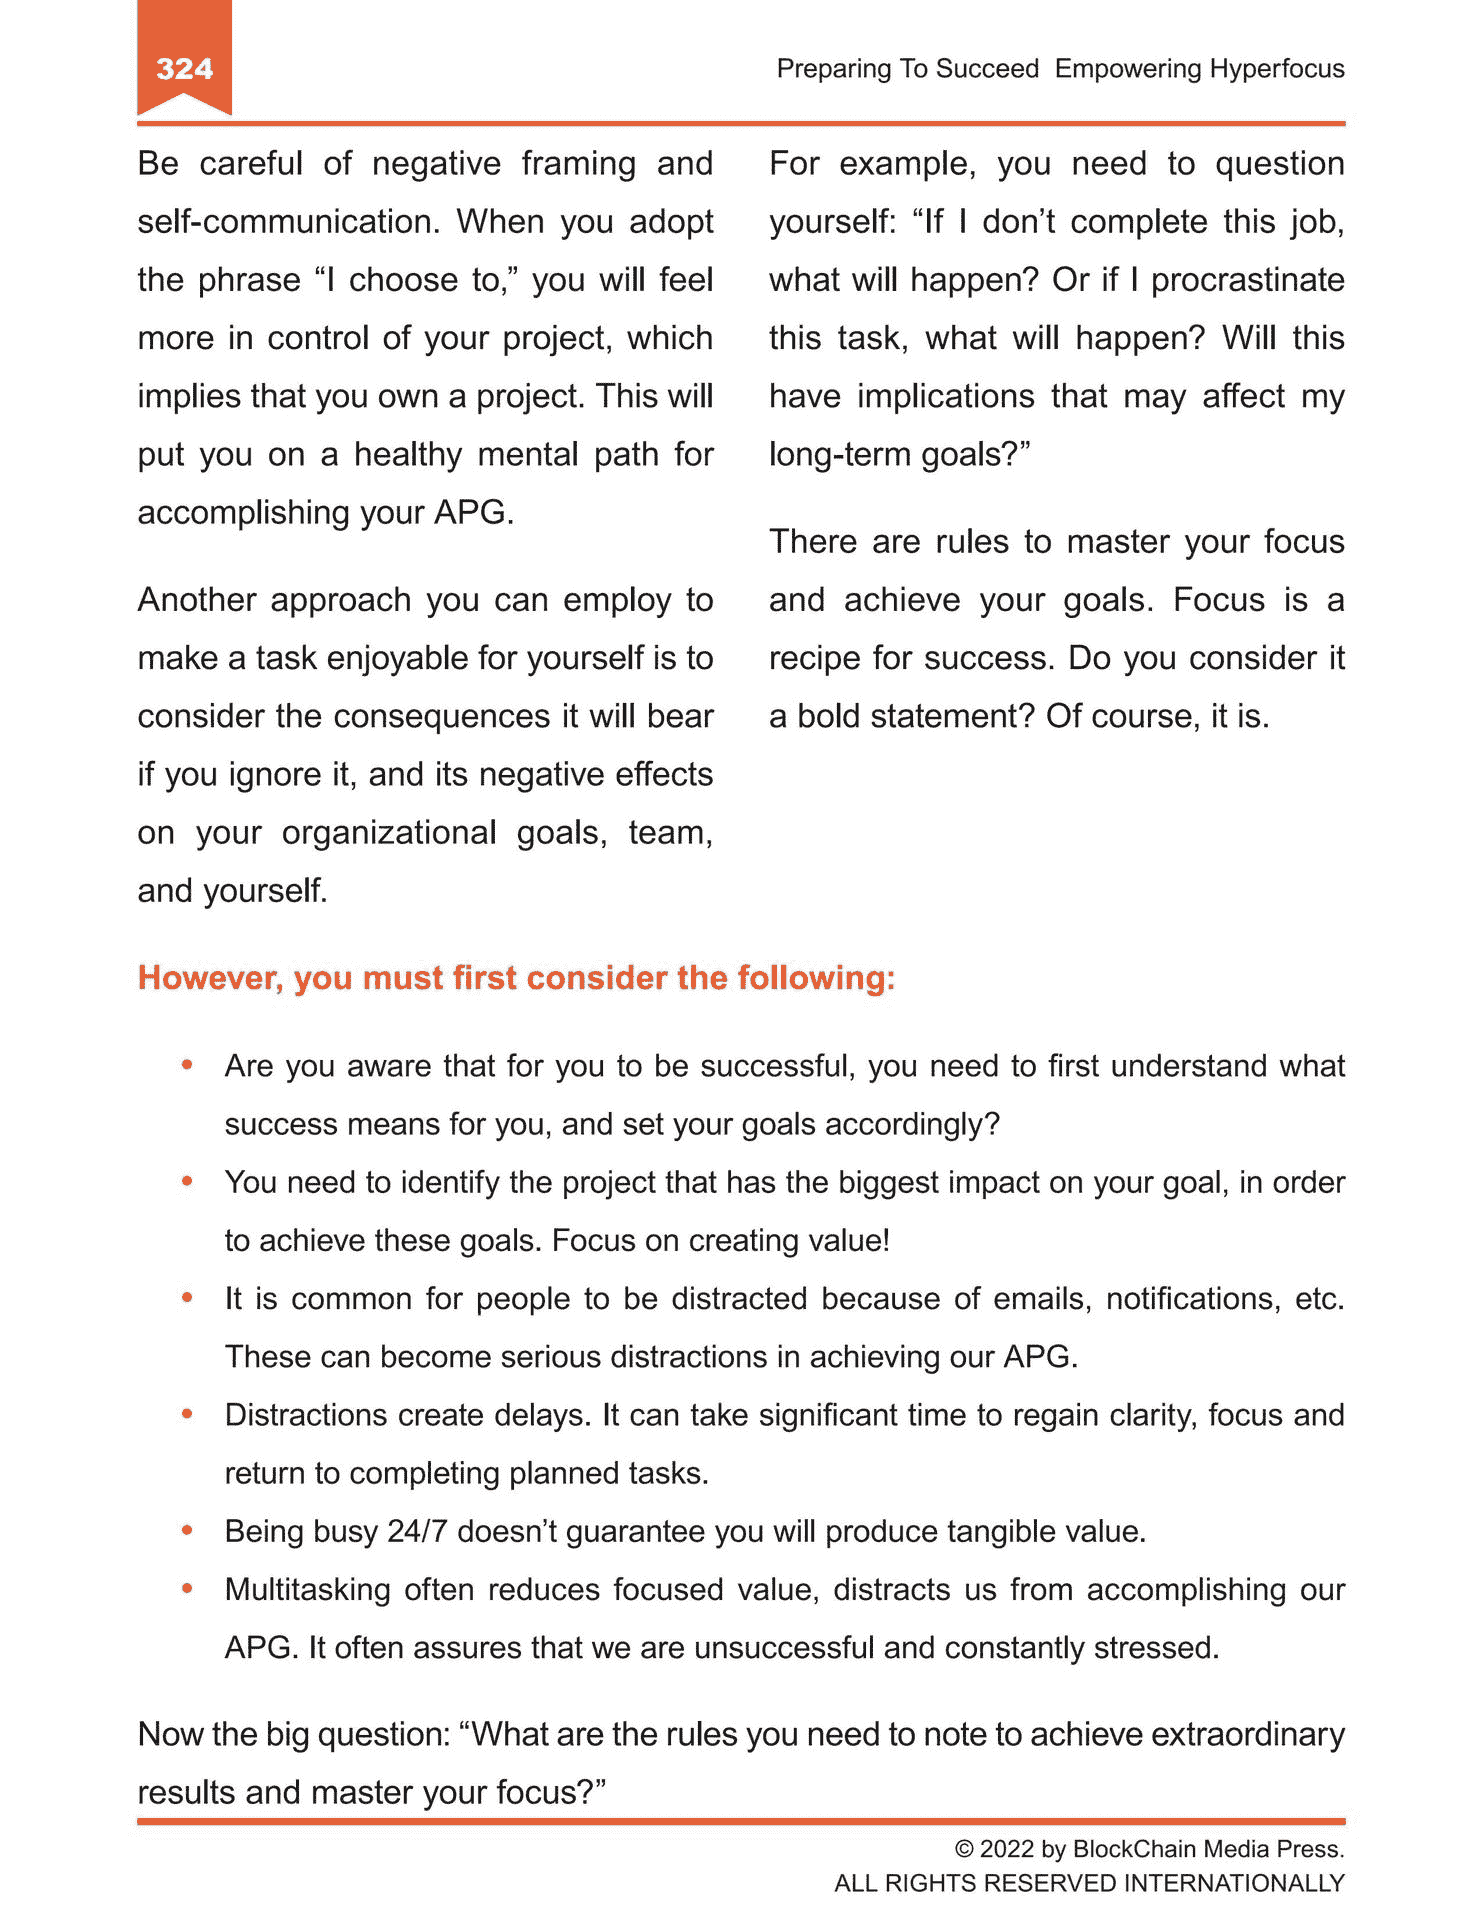 324
Preparing To Succeed  Empowering Hyperfocus
Be careful of negative framing and
self-communication. When you adopt
the phrase “I choose to,” you will feel
more in control of your project, which
implies that you own a project. This will
put you on a healthy mental path for
accomplishing your APG.
Another approach you can employ to
make a task enjoyable for yourself is to
consider the consequences it will bear
if you ignore it, and its negative effects
on your organizational goals, team,
and yourself.
For example, you need to question
yourself: “If I don’t complete this job,
what will happen? Or if I procrastinate
this task, what will happen? Will this
have implications that may affect my
long-term goals?”
There are rules to master your focus
and achieve your goals. Focus is a
recipe for success. Do you consider it
a bold statement? Of course, it is.
However, you must first consider the following:
• Are you aware that for you to be successful, you need to first understand what
success means for you, and set your goals accordingly?
• You need to identify the project that has the biggest impact on your goal, in order
to achieve these goals. Focus on creating value!
• It is common for people to be distracted because of emails, notifications, etc.
These can become serious distractions in achieving our APG.
• Distractions create delays. It can take significant time to regain clarity, focus and
return to completing planned tasks.
• Being busy 24/7 doesn’t guarantee you will produce tangible value.
• Multitasking often reduces focused value, distracts us from accomplishing our
APG. It often assures that we are unsuccessful and constantly stressed.
Now the big question: “What are the rules you need to note to achieve extraordinary
results and master your focus?”
© 2022 by BlockChain Media Press.
ALL RIGHTS RESERVED INTERNATIONALLY